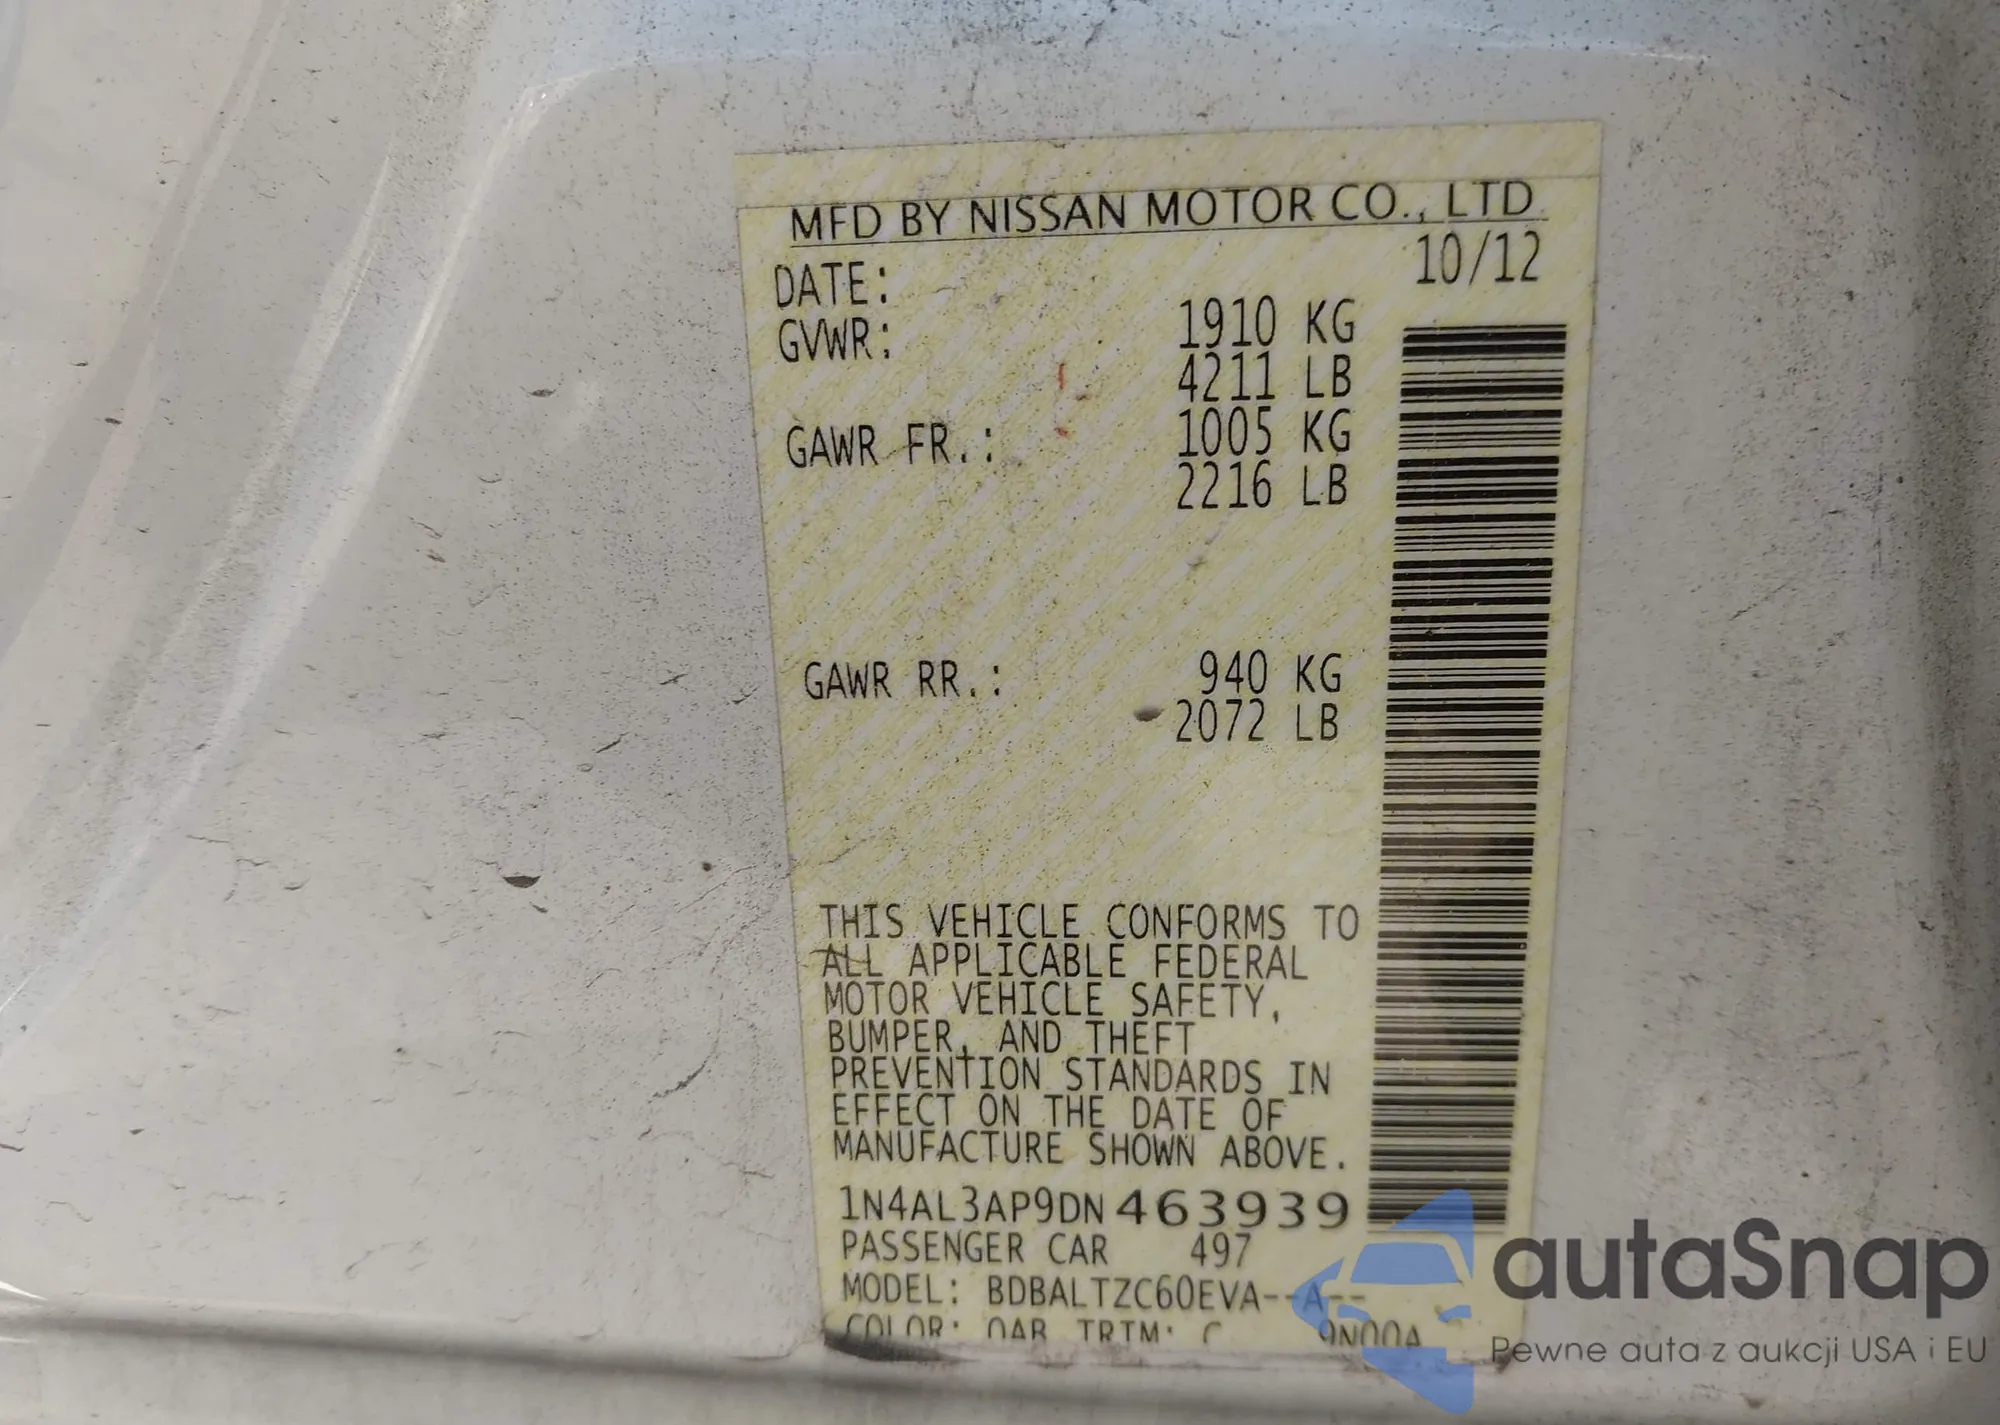 MFD BY NISSAN MOTOR CO., LTD.
DATE: 10/12
GVWR: 1910 KG
4211 LB
GAWR FR.: 1005 KG
2216 LB
GAWR RR.: 940 KG
2072 LB
THIS VEHICLE CONFORMS TO
ALL APPLICABLE FEDERAL
MOTOR VEHICLE SAFETY,
BUMPER, AND THEFT
PREVENTION STANDARDS IN
EFFECT ON THE DATE OF
MANUFACTURE SHOWN ABOVE.
1N4AL3AP9DN463939
PASSENGER CAR 497
MODEL: BDBALTZC60EVA--A--
COLOR: QAB TRIM:
autaSnap
Pewne auta z aukcji USA i EU